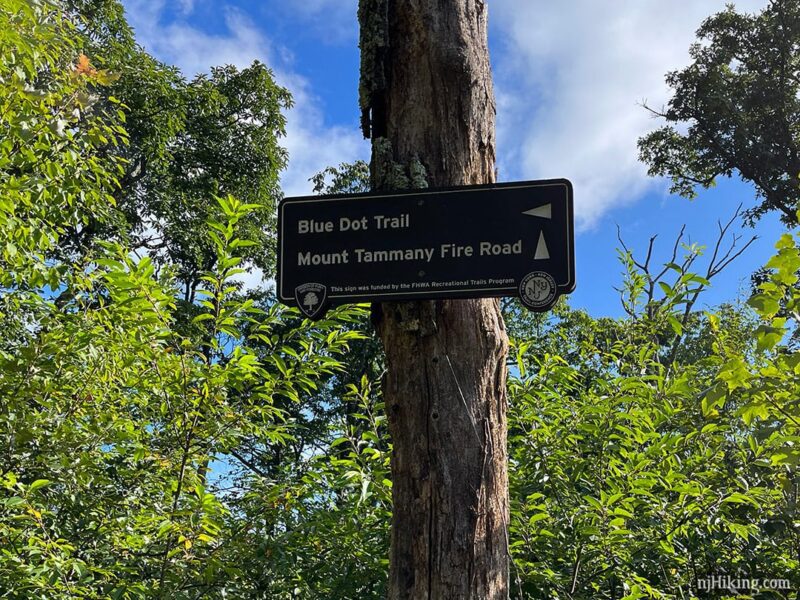 Blue Dot Trail
Mount Tammany Fire Road
This sign was funded by the FHWA Recreational Trails Program
njHiking.com